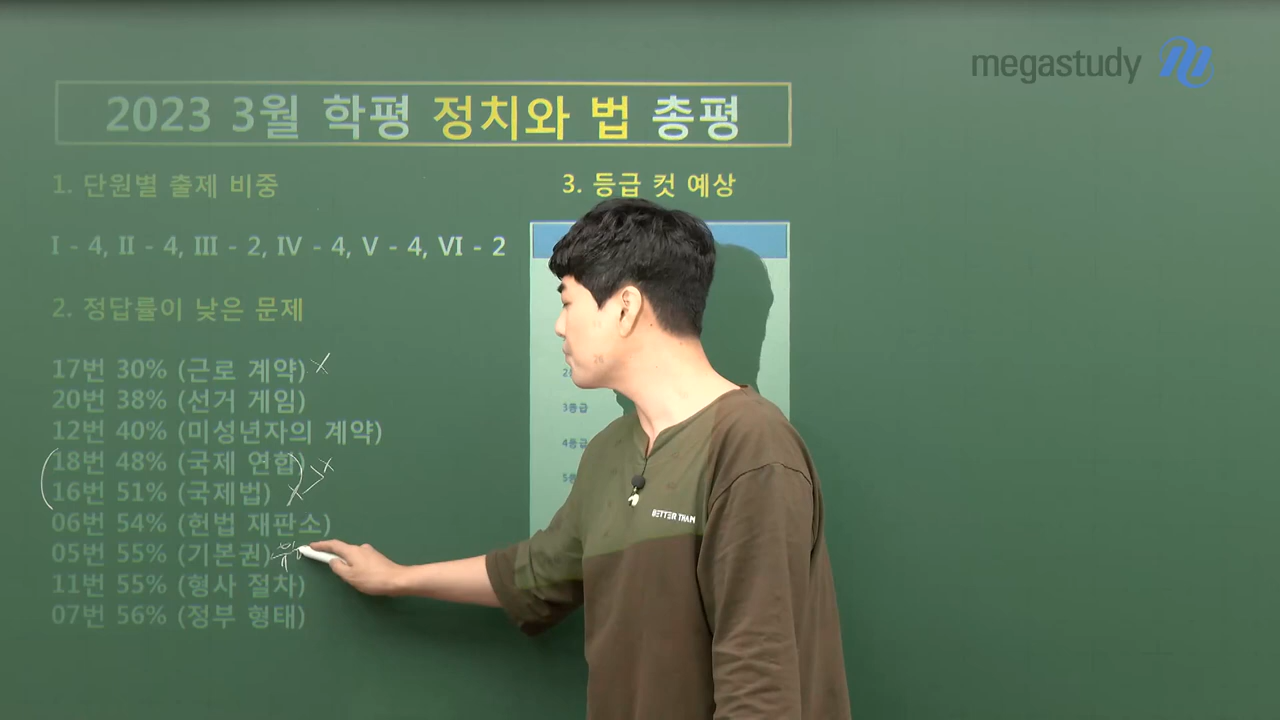 megastudy
2023 3월 학평 정치와 법 총평
1. 단원별 출제 비중
I - 4, II - 4, III - 2, IV - 4, V - 4, VI - 2
2. 정답률이 낮은 문제
17번 30% (근로 계약)
20번 38% (선거 게임)
12번 40% (미성년자의 계약)
18번 48% (국제 연합)
16번 51% (국제법)
06번 54% (헌법 재판소)
05번 55% (기본권)
11번 55% (형사 절차)
07번 56% (정부 형태)
3. 등급 컷 예상
3등급
4등급
BETTER THAM